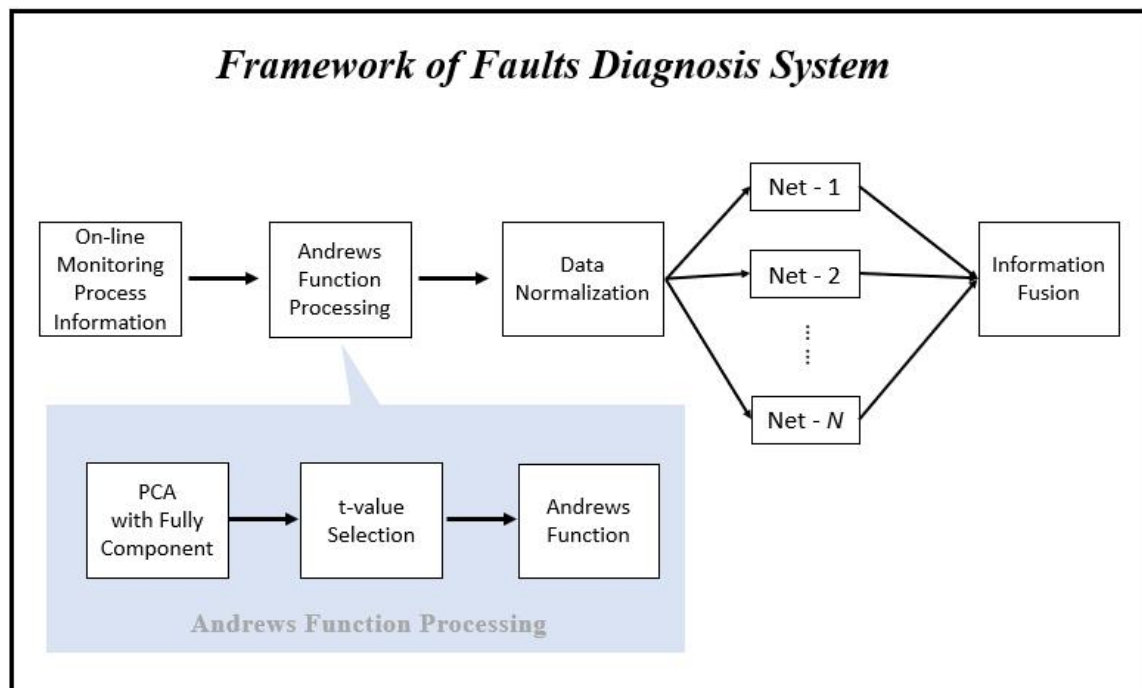 Framework of Faults Diagnosis System
On-line
Monitoring
Process
Information
Andrews
Function
Processing
Data
Normalization
Net - 1
Net - 2
Net - N
Information
Fusion
PCA
with Fully
Component
t-value
Selection
Andrews
Function
Andrews Function Processing